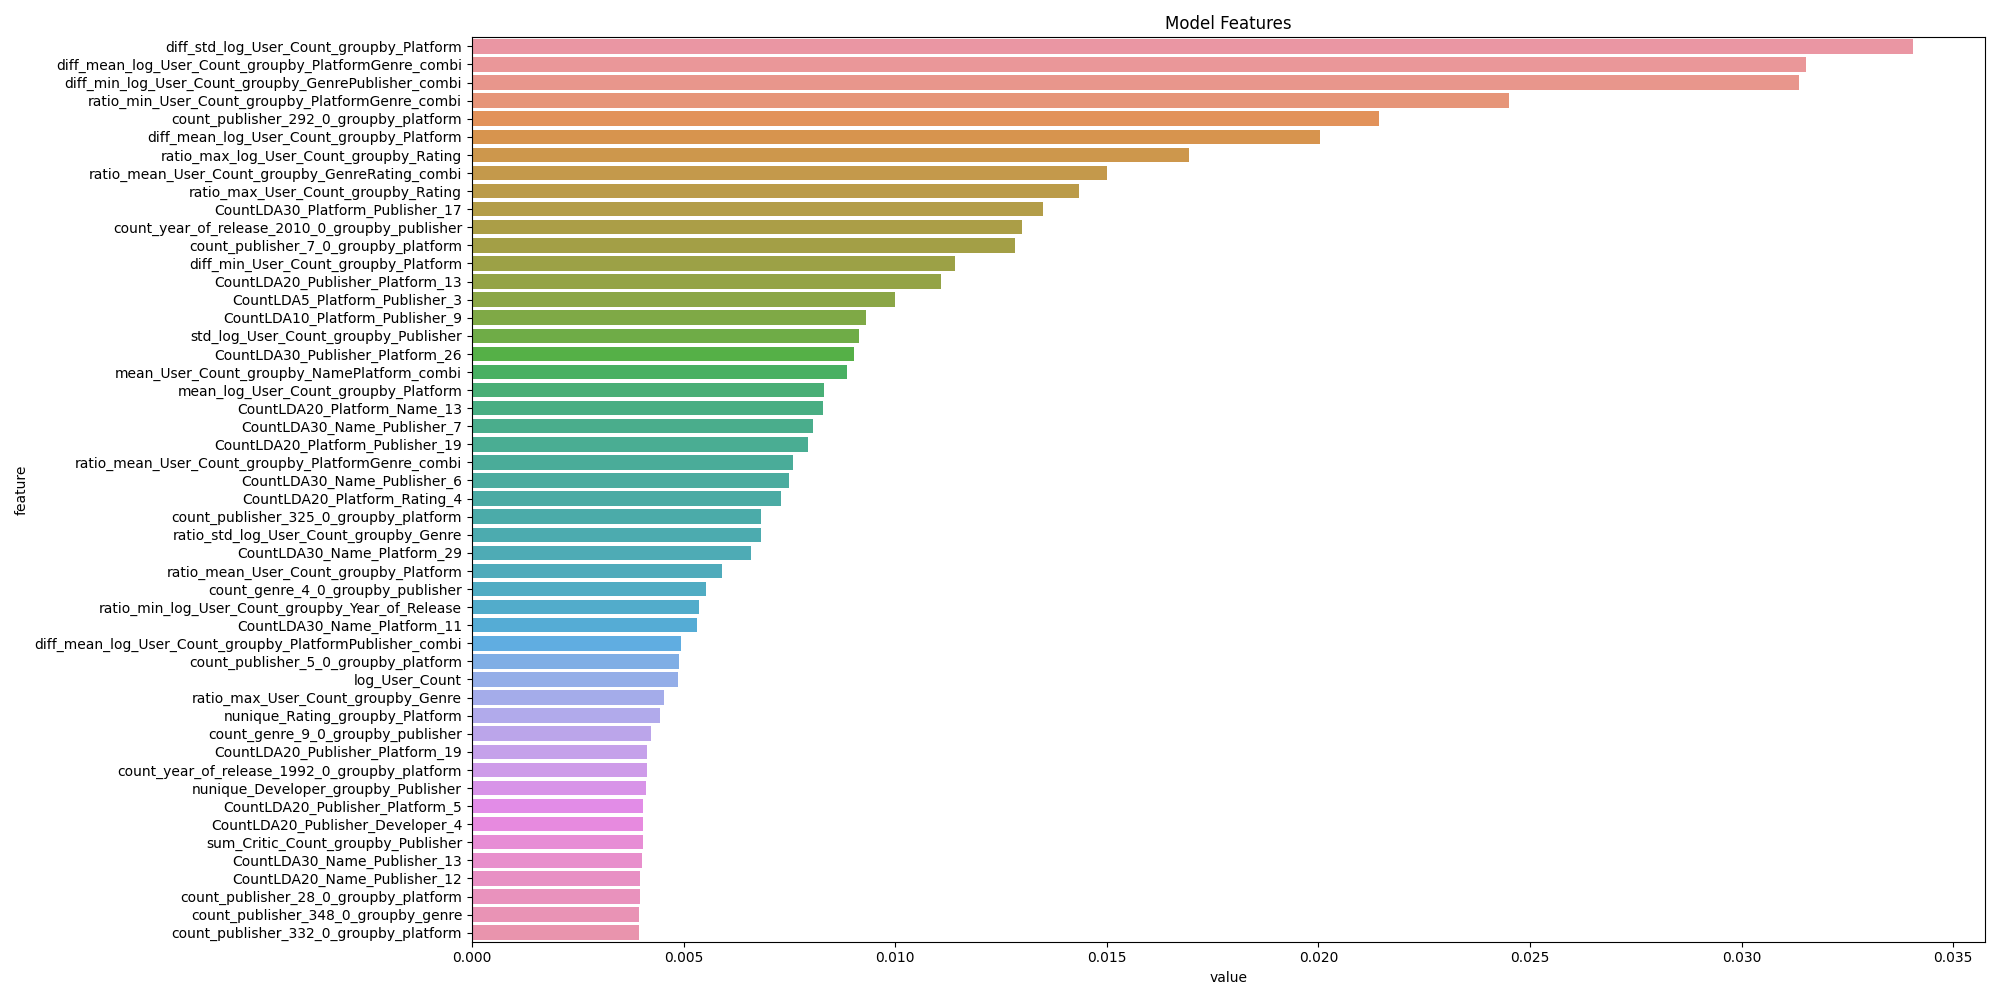 Model Features
diff_std_log_User_Count_groupby_Platform
diff_mean_log_User_Count_groupby_PlatformGenre_combi
diff_min_log_User_Count_groupby_GenrePublisher_combi
ratio_min_User_Count_groupby_PlatformGenre_combi
count_publisher_292_0_groupby_platform
diff_mean_log_User_Count_groupby_Platform
ratio_max_log_User_Count_groupby_Rating
ratio_mean_User_Count_groupby_GenreRating_combi
ratio_max_User_Count_groupby_Rating
CountLDA30_Platform_Publisher_17
count_year_of_release_2010_0_groupby_publisher
count_publisher_7_0_groupby_platform
diff_min_User_Count_groupby_Platform
CountLDA20_Publisher_Platform_13
CountLDA5_Platform_Publisher_3
CountLDA10_Platform_Publisher_9
std_log_User_Count_groupby_Publisher
CountLDA30_Publisher_Platform_26
mean_User_Count_groupby_NamePlatform_combi
mean_log_User_Count_groupby_Platform
CountLDA20_Platform_Name_13
CountLDA30_Name_Publisher_7
CountLDA20_Platform_Publisher_19
ratio_mean_User_Count_groupby_PlatformGenre_combi
CountLDA30_Name_Publisher_6
CountLDA20_Platform_Rating_4
count_publisher_325_0_groupby_platform
ratio_std_log_User_Count_groupby_Genre
CountLDA30_Name_Platform_29
ratio_mean_User_Count_groupby_Platform
count_genre_4_0_groupby_publisher
ratio_min_log_User_Count_groupby_Year_of_Release
CountLDA30_Name_Platform_11
diff_mean_log_User_Count_groupby_PlatformPublisher_combi
count_publisher_5_0_groupby_platform
log_User_Count
ratio_max_User_Count_groupby_Genre
nunique_Rating_groupby_Platform
count_genre_9_0_groupby_publisher
CountLDA20_Publisher_Platform_19
count_year_of_release_1992_0_groupby_platform
nunique_Developer_groupby_Publisher
CountLDA20_Publisher_Platform_5
CountLDA20_Publisher_Developer_4
sum_Critic_Count_groupby_Publisher
CountLDA30_Name_Publisher_13
CountLDA20_Name_Publisher_12
count_publisher_28_0_groupby_platform
count_publisher_348_0_groupby_genre
count_publisher_332_0_groupby_platform
feature
0.000 0.005 0.010 0.015 0.020 0.025 0.030 0.035
value